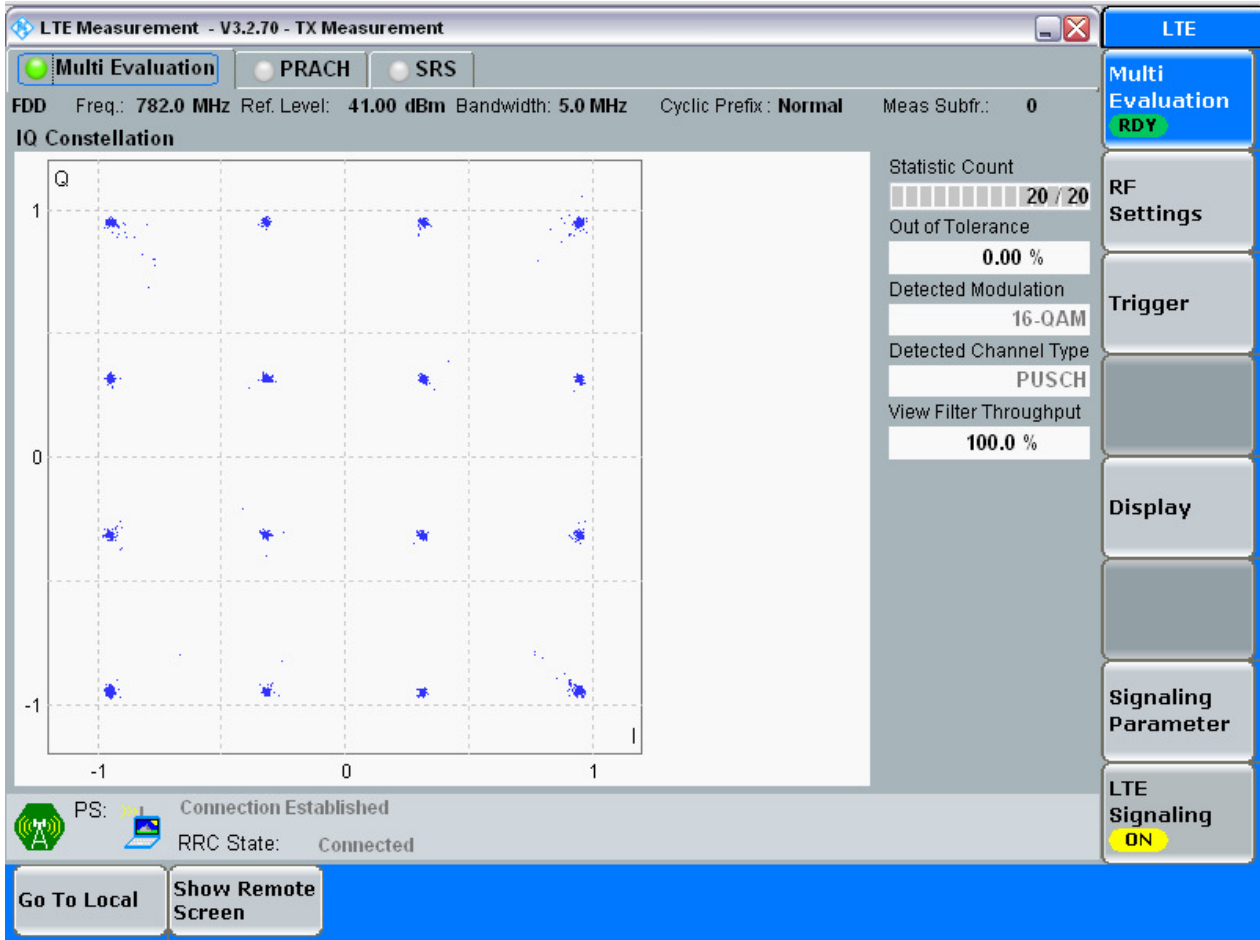 LTE Measurement - V3.2.70 - TX Measurement
LTE
Multi Evaluation PRACH SRS
FDD Freq.: 782.0 MHz Ref. Level: 41.00 dBm Bandwidth: 5.0 MHz Cyclic Prefix : Normal Meas Subfr.: 0
IQ Constellation
Q
1
0
-1
-1 0 1
I
Statistic Count
20 / 20
Out of Tolerance
0.00 %
Detected Modulation
16-QAM
Detected Channel Type
PUSCH
View Filter Throughput
100.0 %
Multi
Evaluation
RDY
RF
Settings
Trigger
Display
Signaling
Parameter
LTE
Signaling
ON
PS: Connection Established
RRC State: Connected
Go To Local
Show Remote
Screen